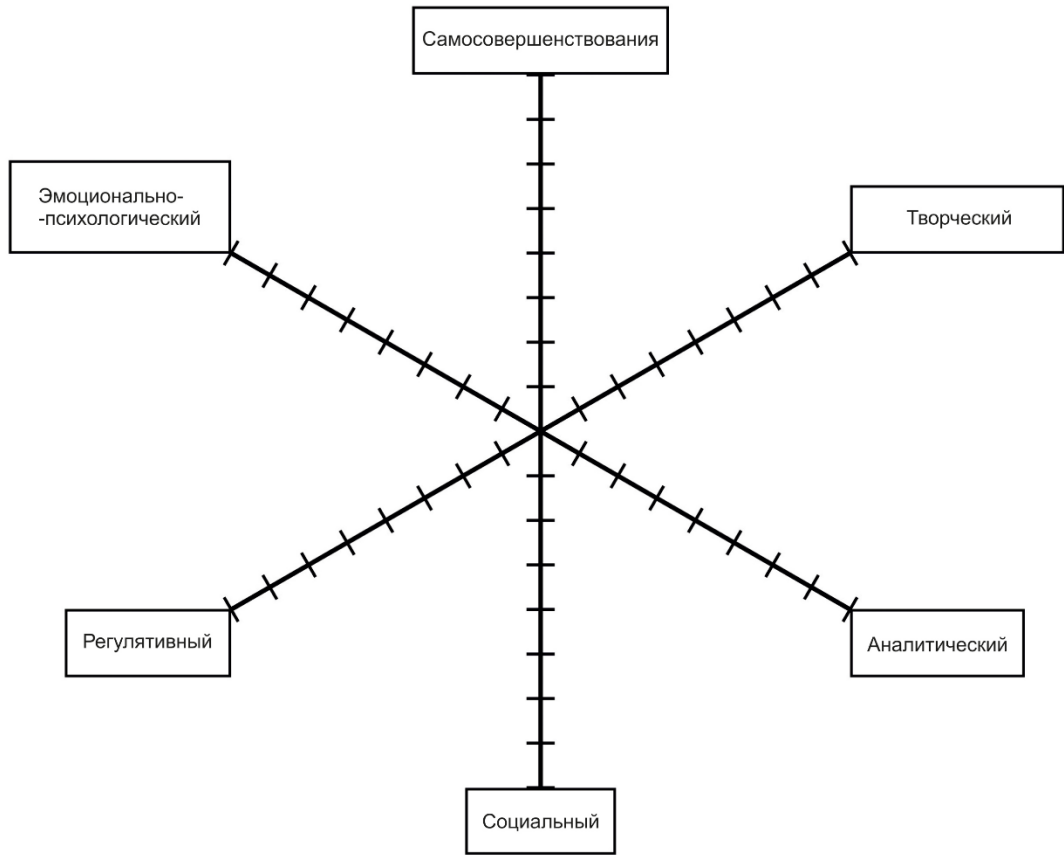 Самосовершенствования
Эмоционально-
-психологический
Творческий
Регулятивный
Аналитический
Социальный